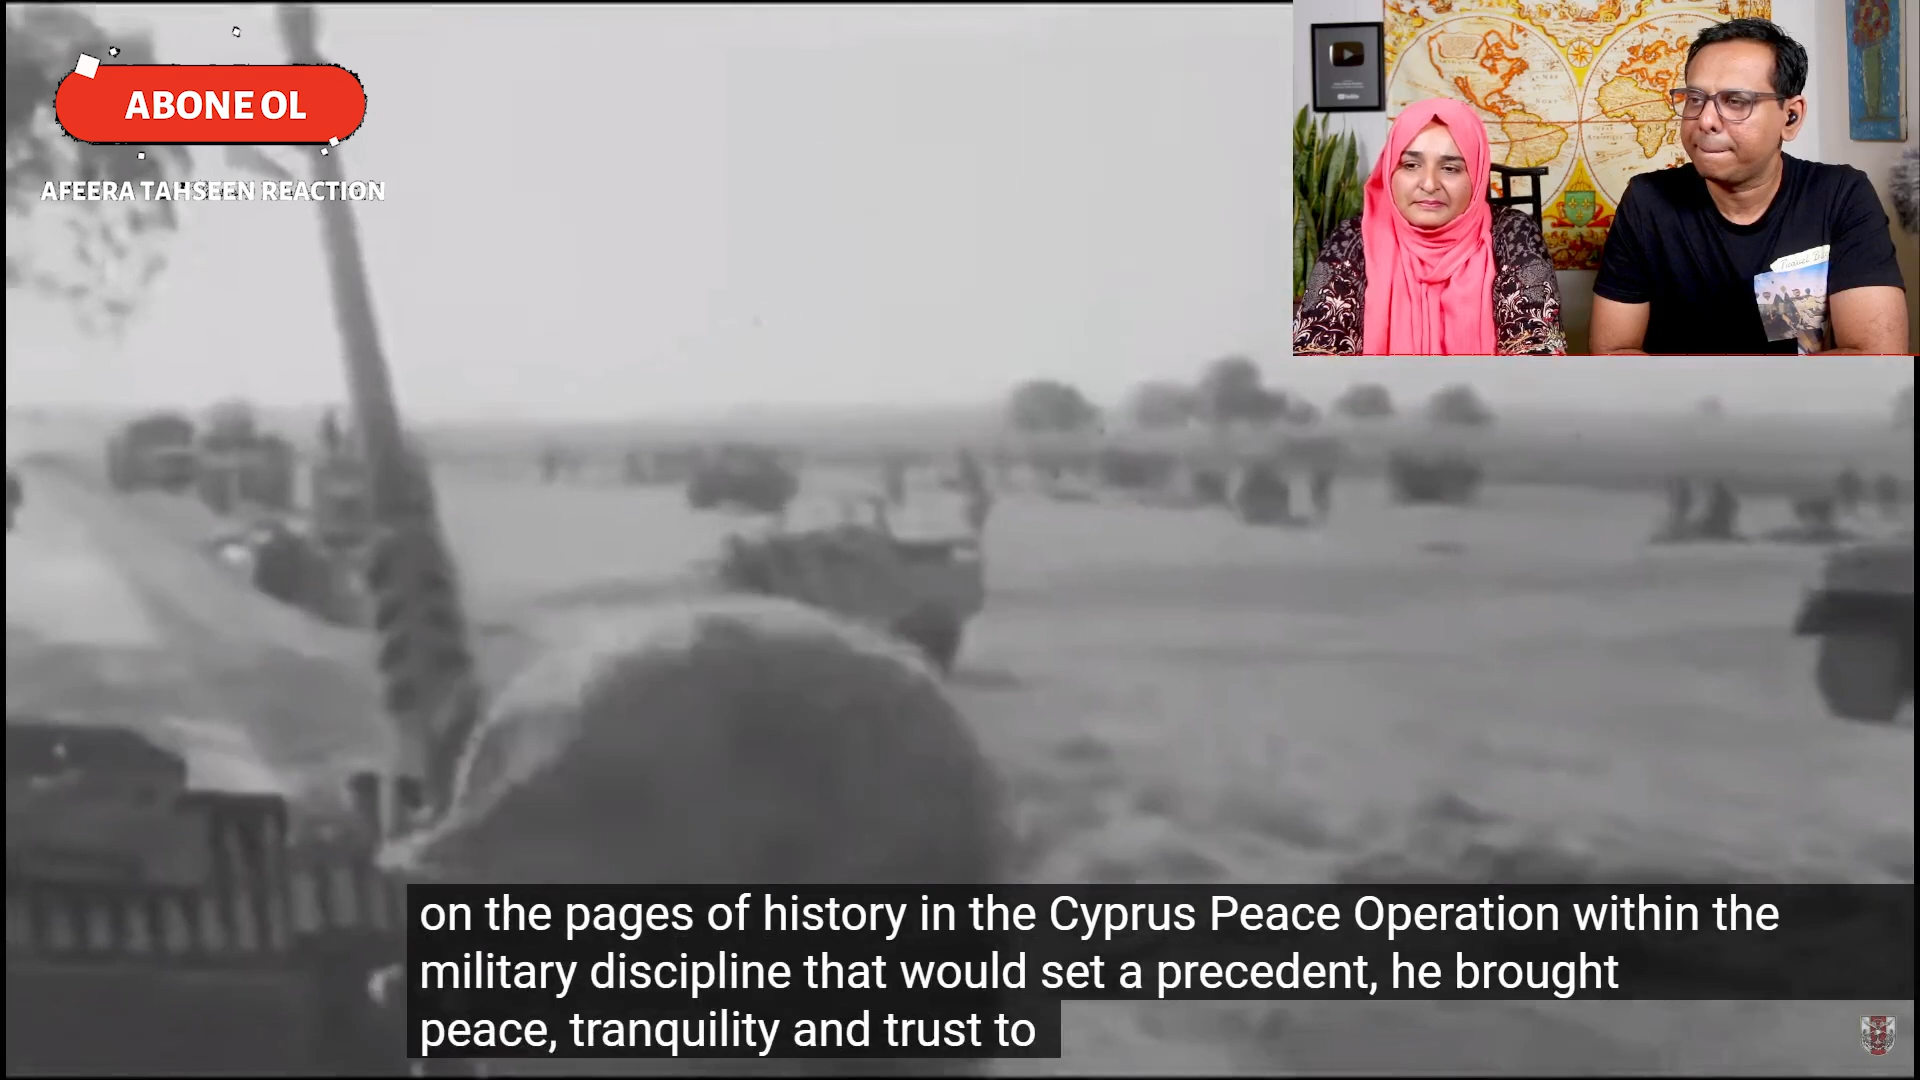 ABONE OL
AFEERA TAHSEEN REACTION
on the pages of history in the Cyprus Peace Operation within the
military discipline that would set a precedent, he brought
peace, tranquility and trust to